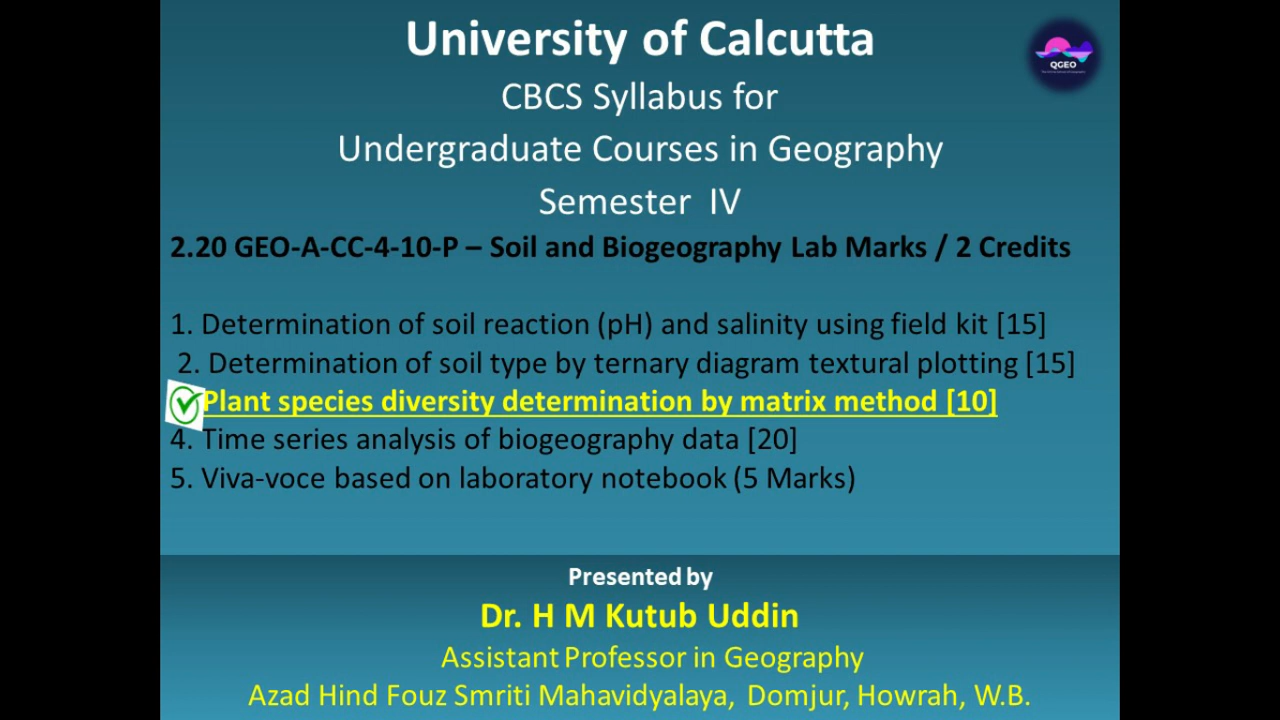 University of Calcutta
QGEO
CBCS Syllabus for
Undergraduate Courses in Geography
Semester IV
2.20 GEO-A-CC-4-10-P – Soil and Biogeography Lab Marks / 2 Credits
1. Determination of soil reaction (pH) and salinity using field kit [15]
2. Determination of soil type by ternary diagram textural plotting [15]
Plant species diversity determination by matrix method [10]
4. Time series analysis of biogeography data [20]
5. Viva-voce based on laboratory notebook (5 Marks)
Presented by
Dr. H M Kutub Uddin
Assistant Professor in Geography
Azad Hind Fouz Smriti Mahavidyalaya, Domjur, Howrah, W.B.